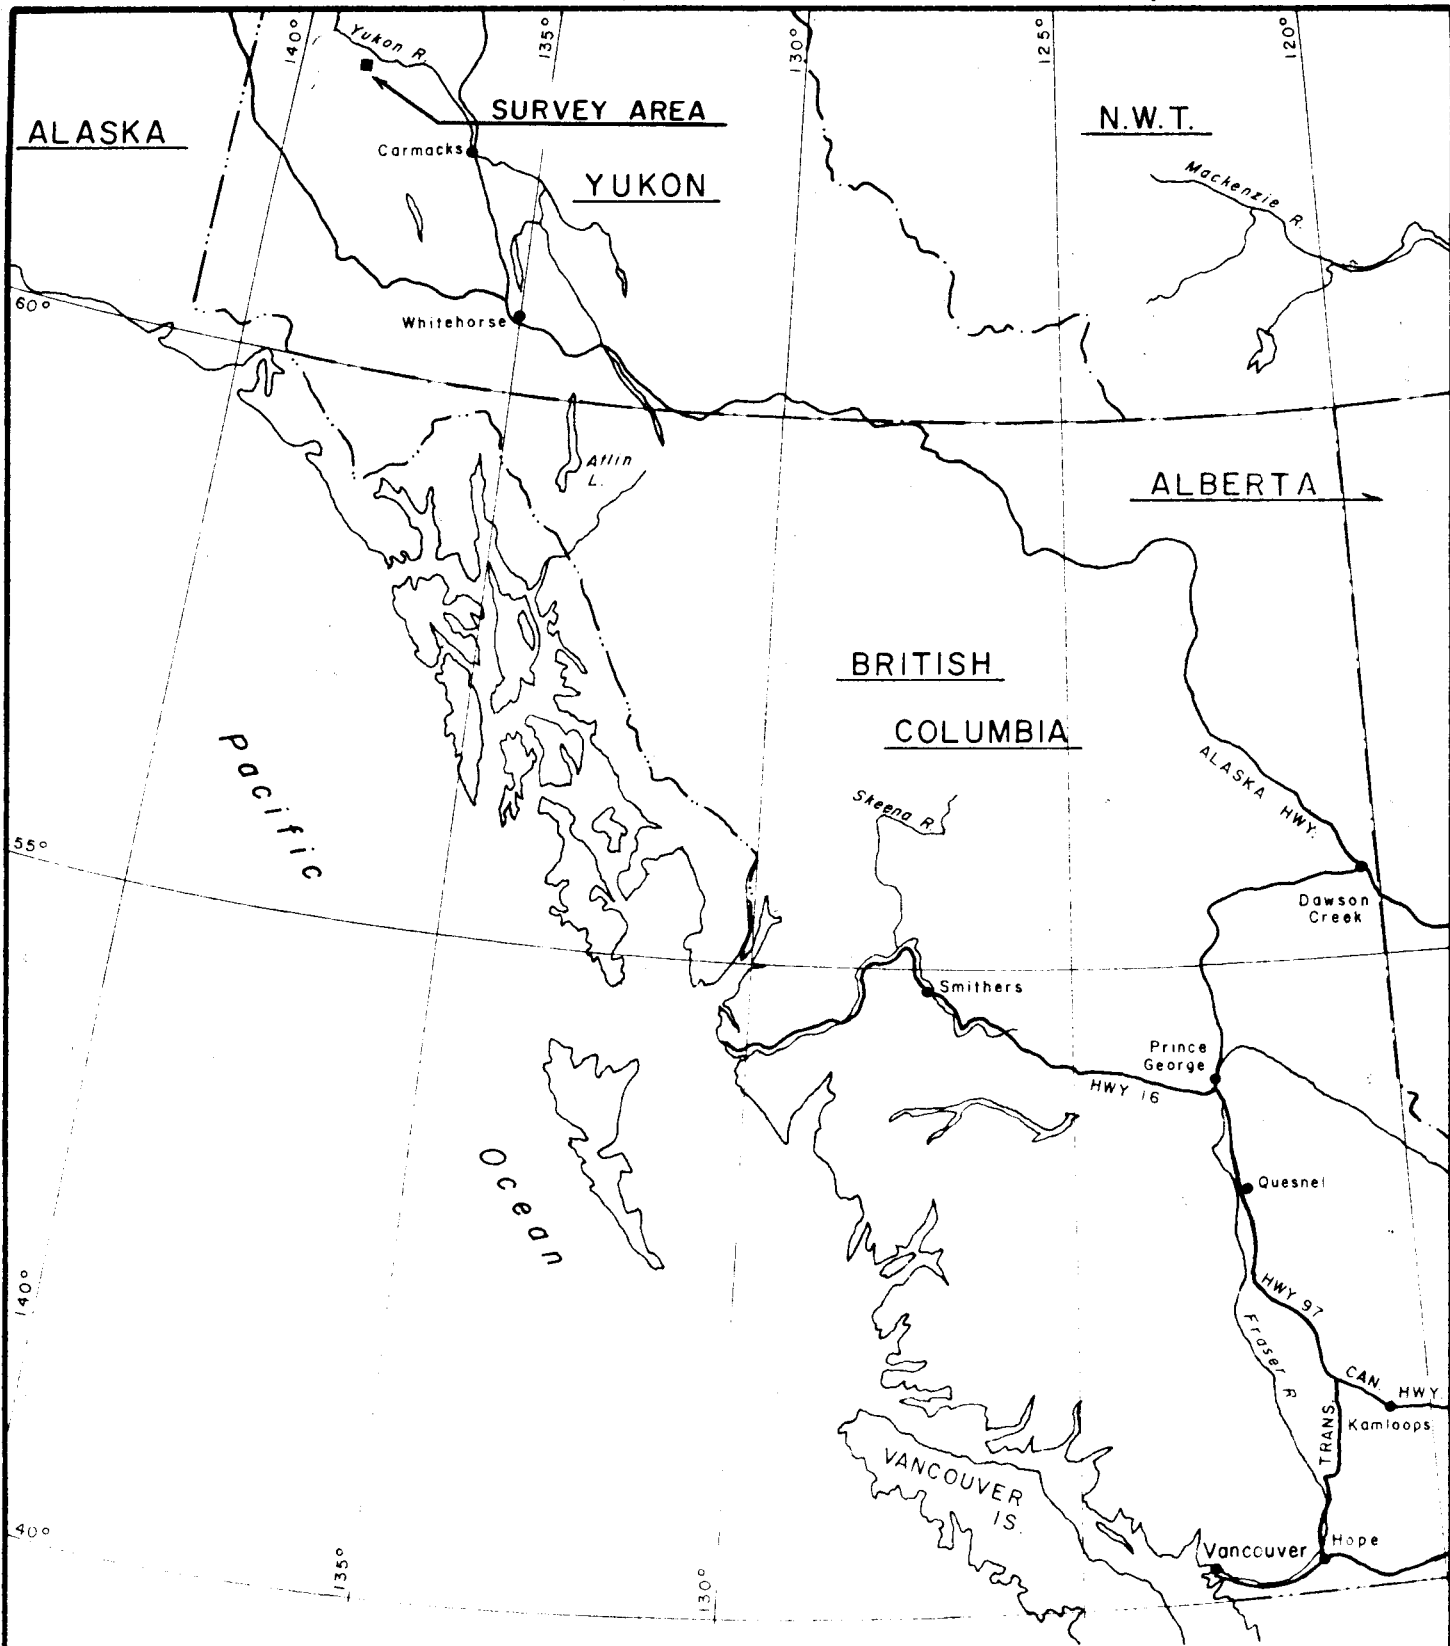 140°
135°
130°
125°
120°
Yukon R.
SURVEY AREA
ALASKA
N.W.T.
Carmacks
YUKON
Mackenzie R.
60°
Whitehorse
Atlin
L.
ALBERTA
BRITISH
COLUMBIA
pacific
ALASKA HWY.
Skeena R.
55°
Dawson
Creek
Smithers
Prince
George
HWY 16
Ocean
Quesnel
140°
HWY 97
Fraser R
CAN. HWY.
TRANS.
Kamloops
VANCOUVER
IS.
40°
135°
130°
Vancouver
Hope